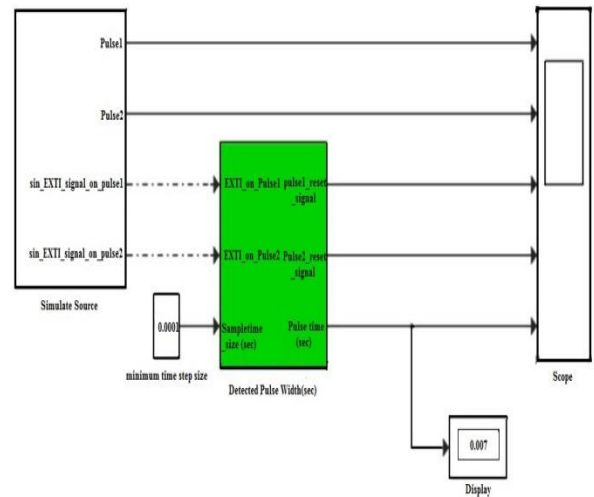 Pulse1
Pulse2
sin_EXTI_signal_on_pulse1
sin_EXTI_signal_on_pulse2
Simulate Source
0.0001
minimum time step size
EXTI_on_Pulse1
pulse1_reset
_signal
EXTI_on_Pulse2
Pulse2_reset
_signal
Sampletime
_size (sec)
Pulse time
(sec)
Detected Pulse Width(sec)
Scope
0.007
Display